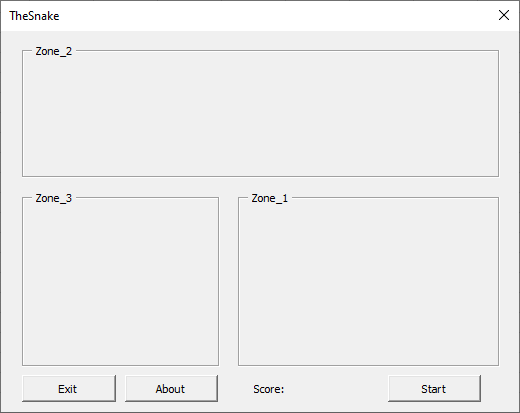 TheSnake
Zone_2
Zone_3
Zone_1
Exit
About
Score:
Start